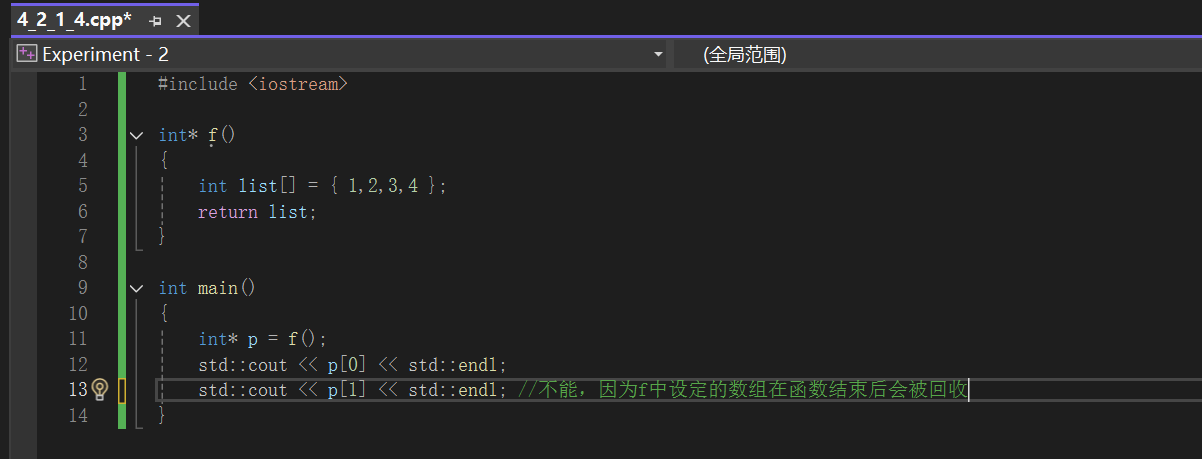 4_2_1_4.cpp*
Experiment - 2 (全局范围)
1 #include <iostream>
2
3 int* f()
4 {
5 int list[] = { 1,2,3,4 };
6 return list;
7 }
8
9 int main()
10 {
11 int* p = f();
12 std::cout << p[0] << std::endl;
13 std::cout << p[1] << std::endl; //不能，因为f中设定的数组在函数结束后会被回收
14 }